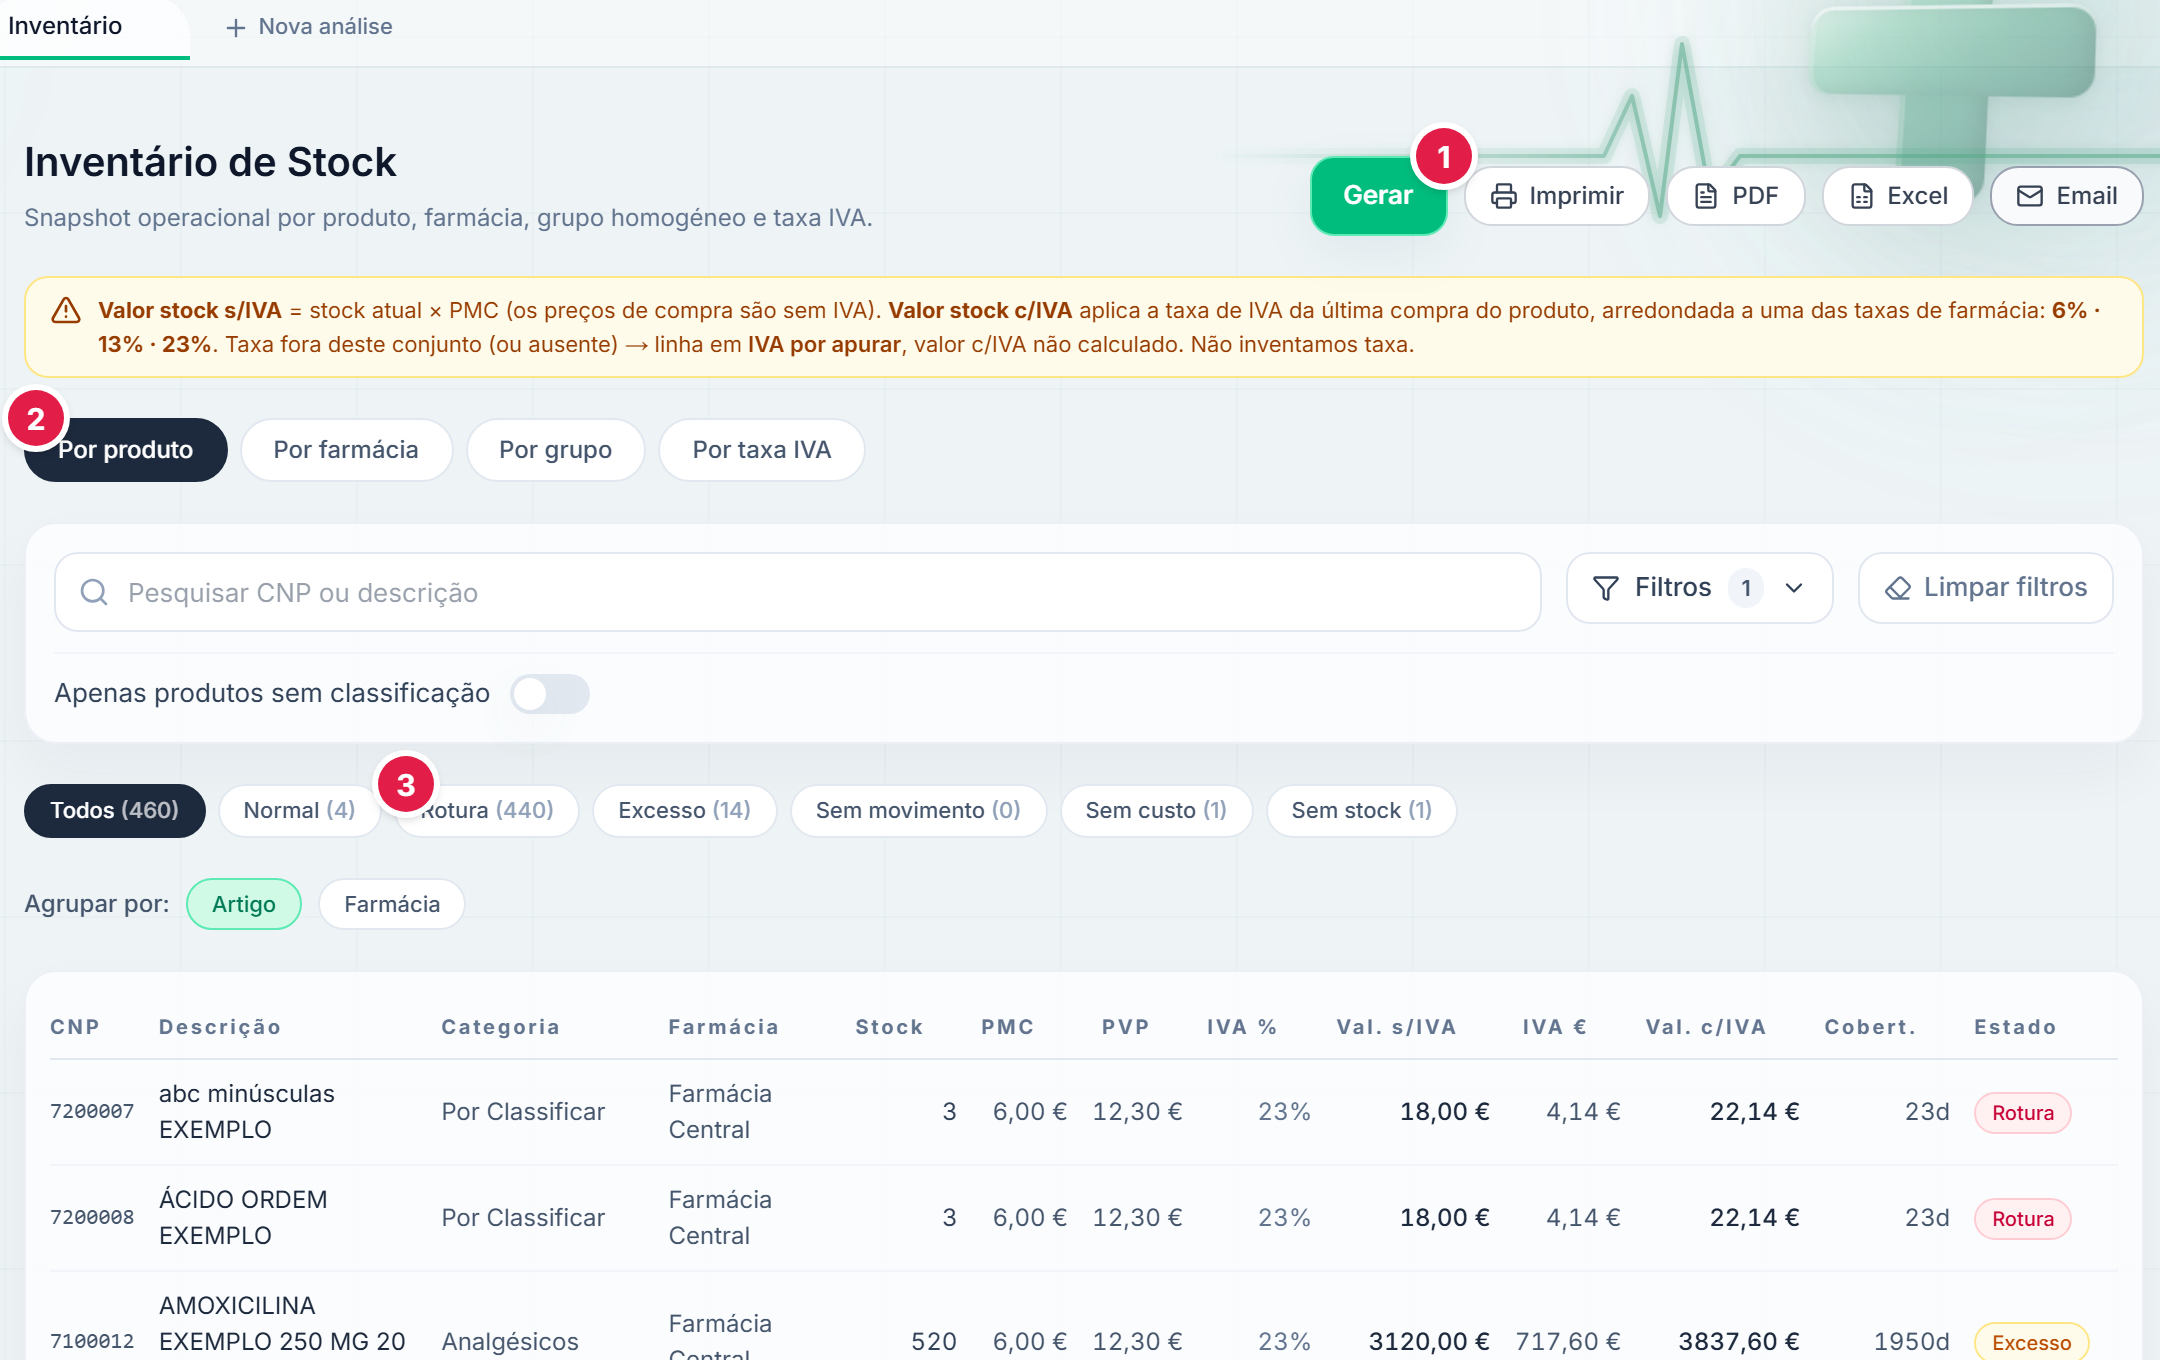 Inventário
+ Nova análise
Inventário de Stock
Snapshot operacional por produto, farmácia, grupo homogéneo e taxa IVA.
Gerar
1
Imprimir
PDF
Excel
Email
Valor stock s/IVA = stock atual × PMC (os preços de compra são sem IVA). Valor stock c/IVA aplica a taxa de IVA da última compra do produto, arredondada a uma das taxas de farmácia: 6% ·
13% · 23%. Taxa fora deste conjunto (ou ausente) → linha em IVA por apurar, valor c/IVA não calculado. Não inventamos taxa.
2
Por produto
Por farmácia
Por grupo
Por taxa IVA
Pesquisar CNP ou descrição
Filtros 1
Limpar filtros
Apenas produtos sem classificação
3
Todos (460)
Normal (4)
Rotura (440)
Excesso (14)
Sem movimento (0)
Sem custo (1)
Sem stock (1)
Agrupar por: Artigo Farmácia
CNP Descrição Categoria Farmácia Stock PMC PVP IVA % Val. s/IVA IVA € Val. c/IVA Cobert. Estado
7200007 abc minúsculas EXEMPLO Por Classificar Farmácia Central 3 6,00 € 12,30 € 23% 18,00 € 4,14 € 22,14 € 23d Rotura
7200008 ÁCIDO ORDEM EXEMPLO Por Classificar Farmácia Central 3 6,00 € 12,30 € 23% 18,00 € 4,14 € 22,14 € 23d Rotura
7100012 AMOXICILINA EXEMPLO 250 MG 20 Analgésicos Farmácia Central 520 6,00 € 12,30 € 23% 3120,00 € 717,60 € 3837,60 € 1950d Excesso